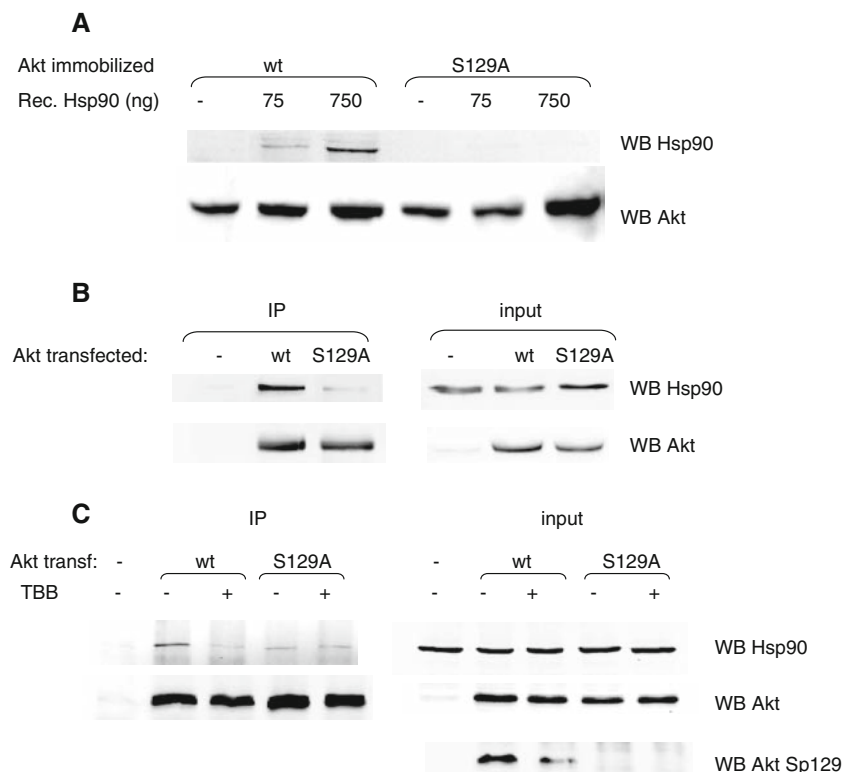 A
Akt immobilized wt S129A
Rec. Hsp90 (ng) - 75 750 - 75 750
WB Hsp90
WB Akt
B
IP input
Akt transfected: - wt S129A - wt S129A
WB Hsp90
WB Akt
C
IP input
Akt transf: - wt S129A - wt S129A
TBB - - + - + - - + - +
WB Hsp90
WB Akt
WB Akt Sp129